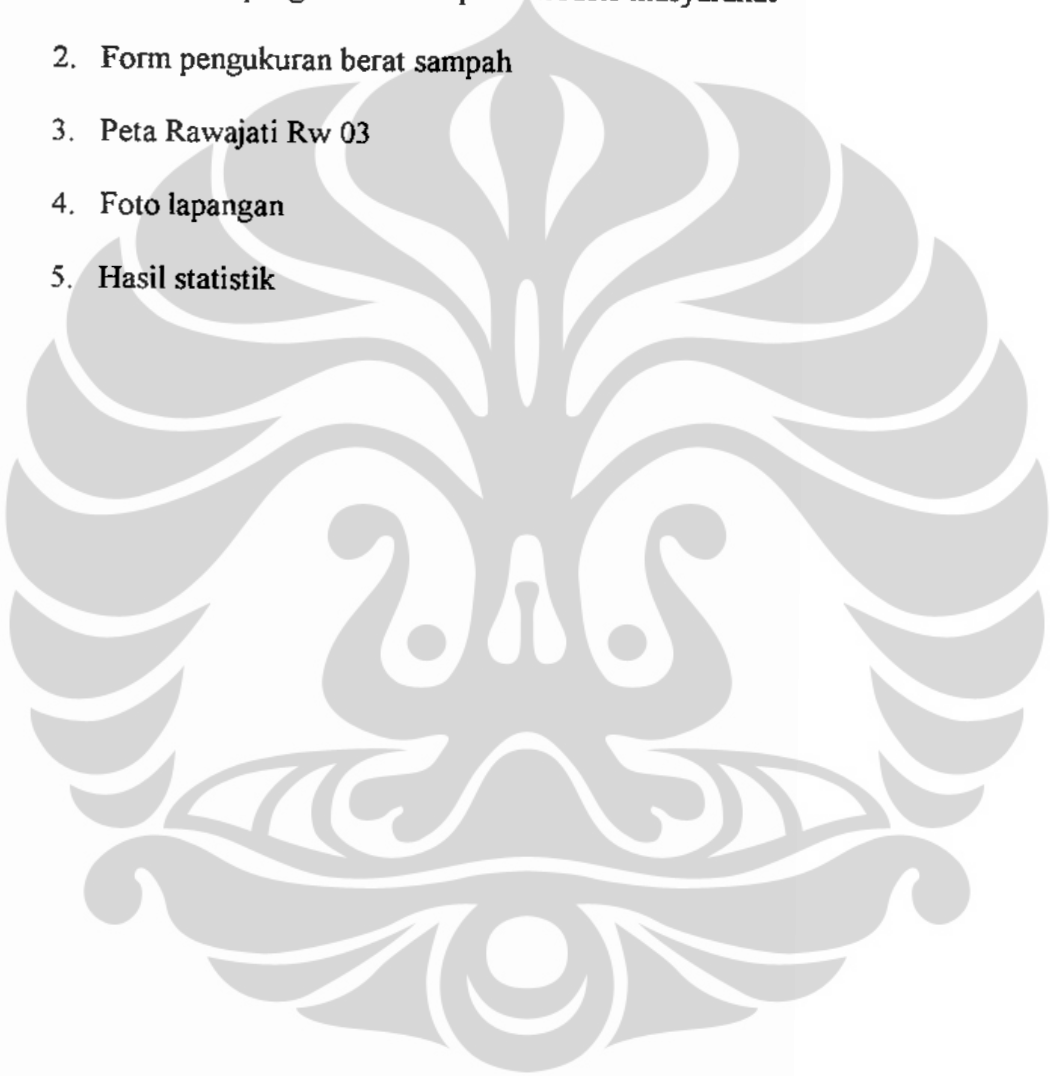 2. Form pengukuran berat sampah
3. Peta Rawajati Rw 03
4. Foto lapangan
5. Hasil statistik